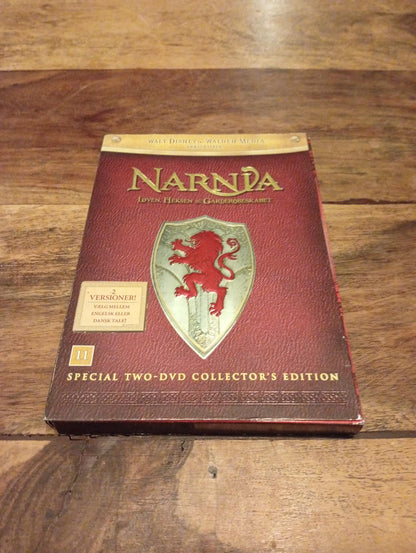 WALT DISNEY & WALDEN MEDIA
NARNIA
LØVEN, HEKSEN OG GARDEROBESKABET
2
VERSIONER!
VÆLG MELLEM
ENGELSK ELLER
DANSK TALE!
11
SPECIAL TWO-DVD COLLECTOR'S EDITION